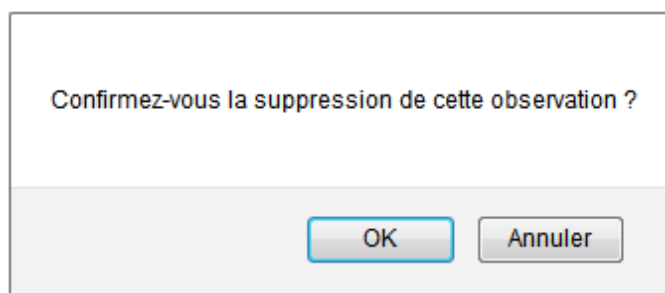 Confirmez-vous la suppression de cette observation ?
OK
Annuler